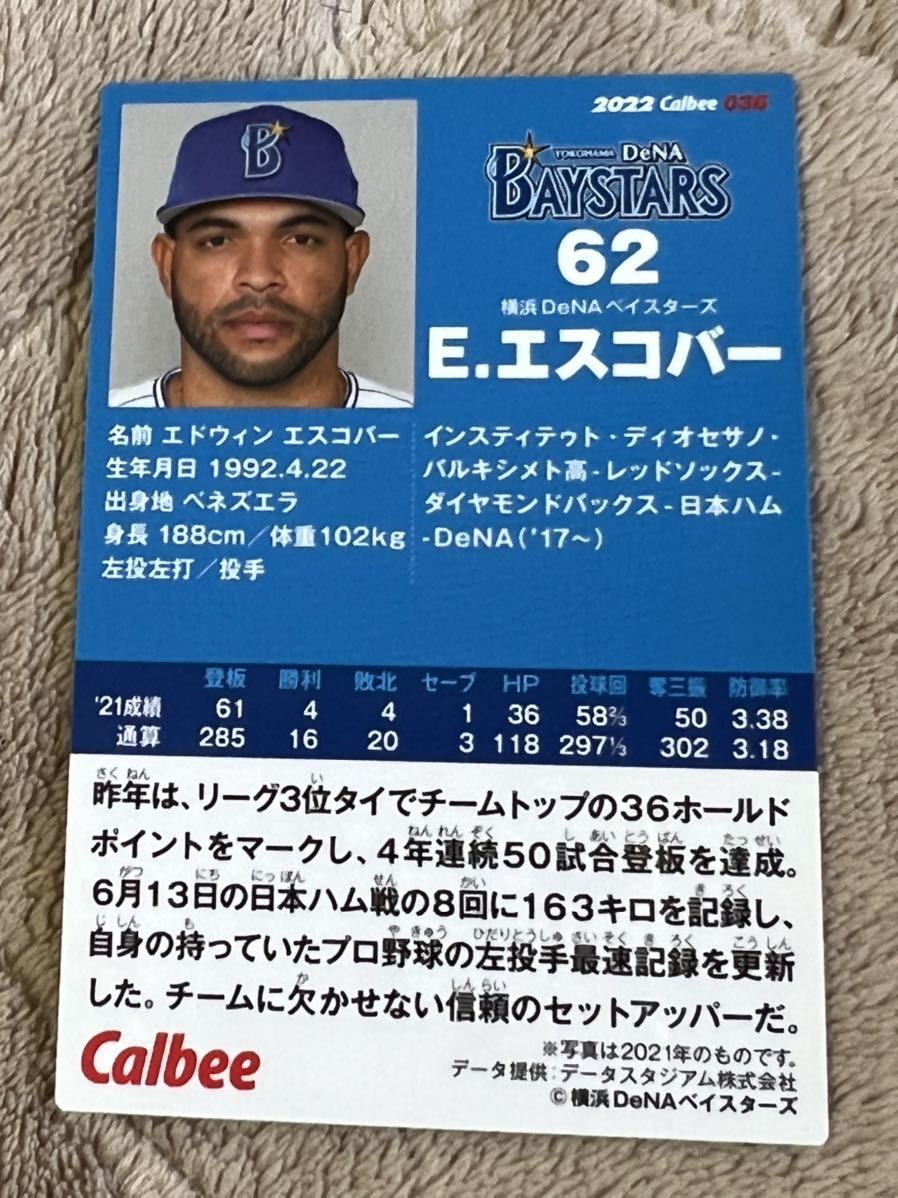 2022 Calbee 036
YOKOHAMA DeNA
BAYSTARS
62
横浜DeNAベイスターズ
E.エスコバー
名前 エドウィン エスコバー
生年月日 1992.4.22
出身地 ベネズエラ
身長 188cm/体重102kg
左投左打/投手
インスティテゥト・ディオセサノ・
バルキシメト高-レッドソックス-
ダイヤモンドバックス-日本ハム
-DeNA('17〜)
登板 勝利 敗北 セーブ HP 投球回 奪三振 防御率
'21成績 61 4 4 1 36 58⅔ 50 3.38
通算 285 16 20 3 118 297⅓ 302 3.18
昨年は、リーグ3位タイでチームトップの36ホールド
ポイントをマークし、4年連続50試合登板を達成。
6月13日の日本ハム戦の8回に163キロを記録し、
自身の持っていたプロ野球の左投手最速記録を更新
した。チームに欠かせない信頼のセットアッパーだ。
Calbee
※写真は2021年のものです。
データ提供:データスタジアム株式会社
©横浜DeNAベイスターズ